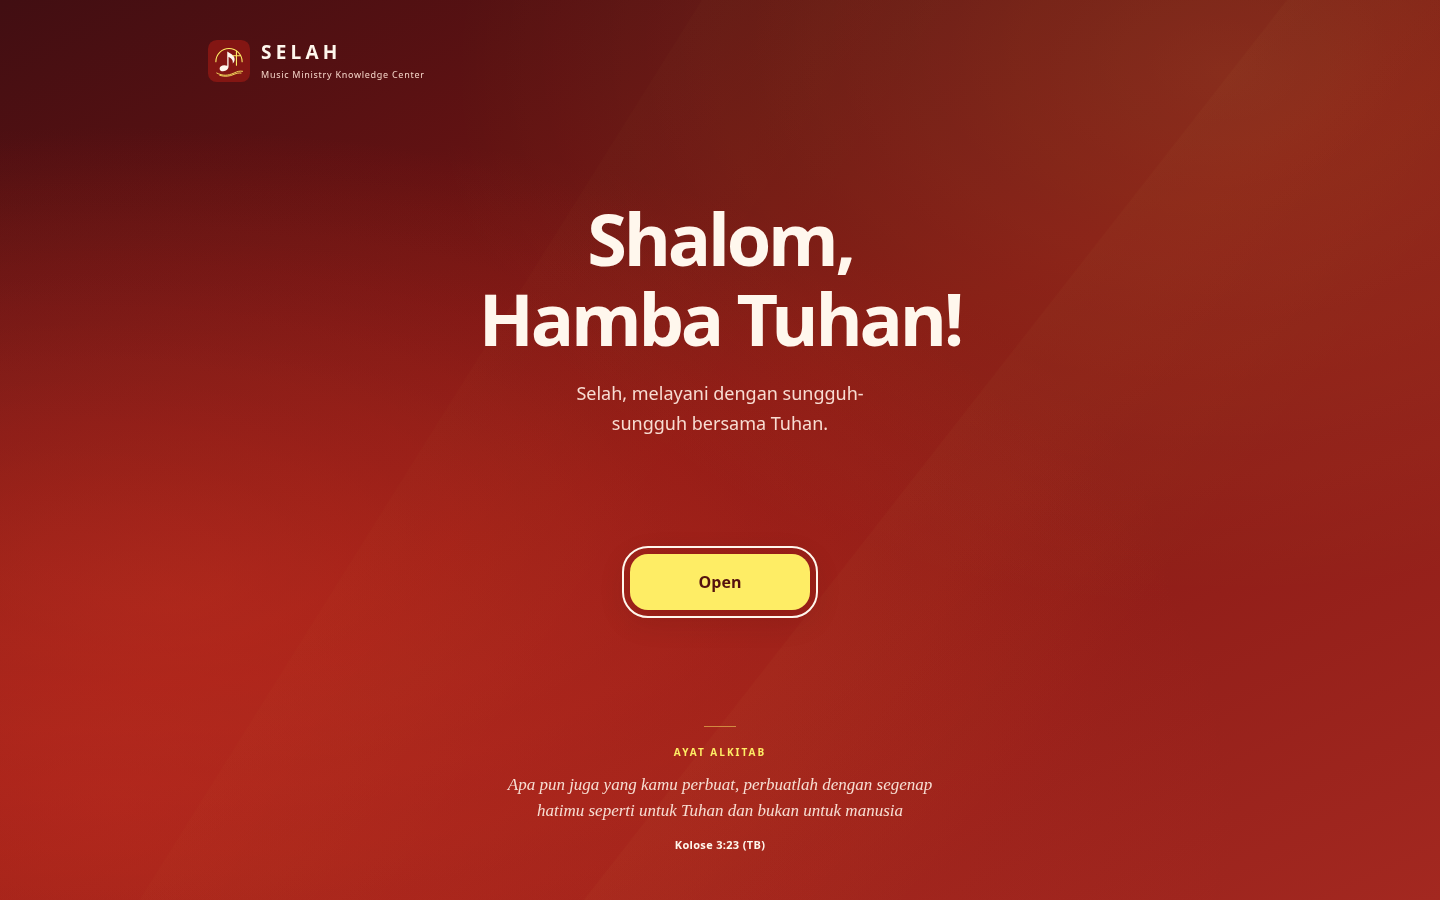 SELAH
Music Ministry Knowledge Center
Shalom,
Hamba Tuhan!
Selah, melayani dengan sungguh-
sungguh bersama Tuhan.
Open
AYAT ALKITAB
Apa pun juga yang kamu perbuat, perbuatlah dengan segenap
hatimu seperti untuk Tuhan dan bukan untuk manusia
Kolose 3:23 (TB)